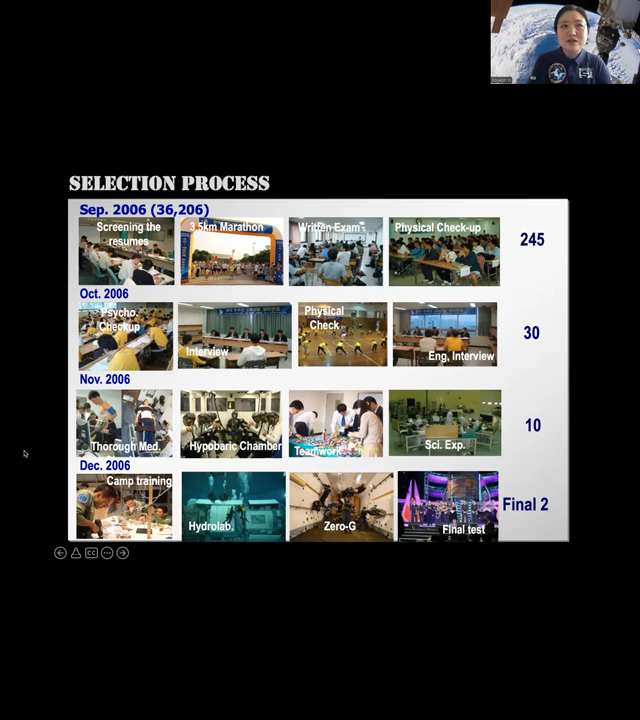 SELECTION PROCESS
Sep. 2006 (36,206)
Screening the
resumes
3.5km Marathon
Written Exam
Physical Check-up
245
Oct. 2006
Psycho.
Checkup
Interview
Physical
Check
Eng, Interview
30
Nov. 2006
Thorough Med.
Hypobaric Chamber
Teamwork
Sci. Exp.
10
Dec. 2006
Camp training
Hydrolab.
Zero-G
Final test
Final 2
CC